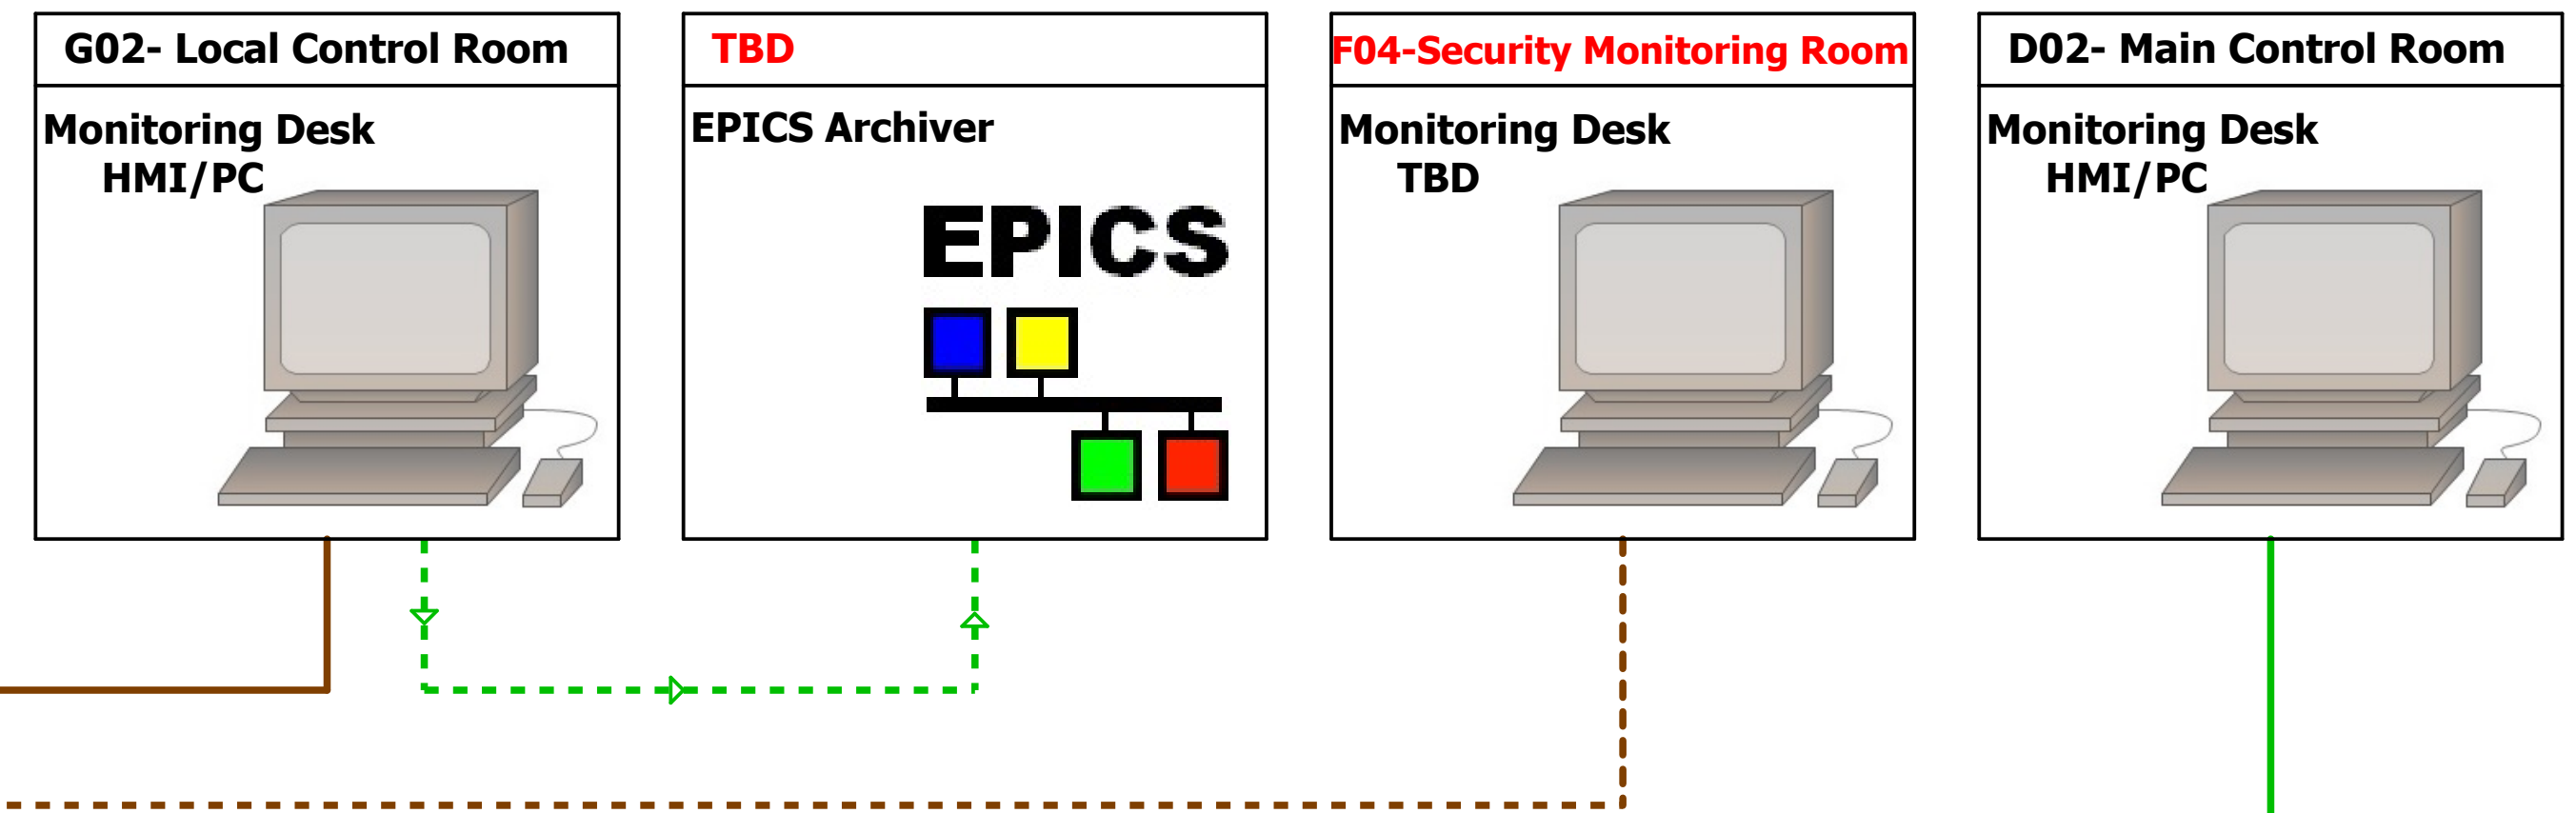 G02- Local Control Room
Monitoring Desk
HMI/PC
TBD
EPICS Archiver
EPICS
F04-Security Monitoring Room
Monitoring Desk
TBD
D02- Main Control Room
Monitoring Desk
HMI/PC